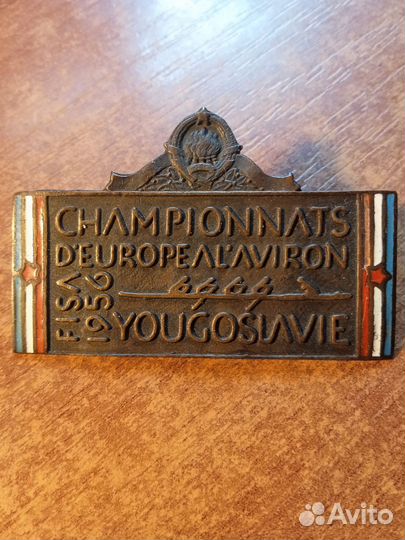 CHAMPIONNATS
D'EUROPE A L'AVIRON
FISA
1956
YOUGOSLAVIE
Avito